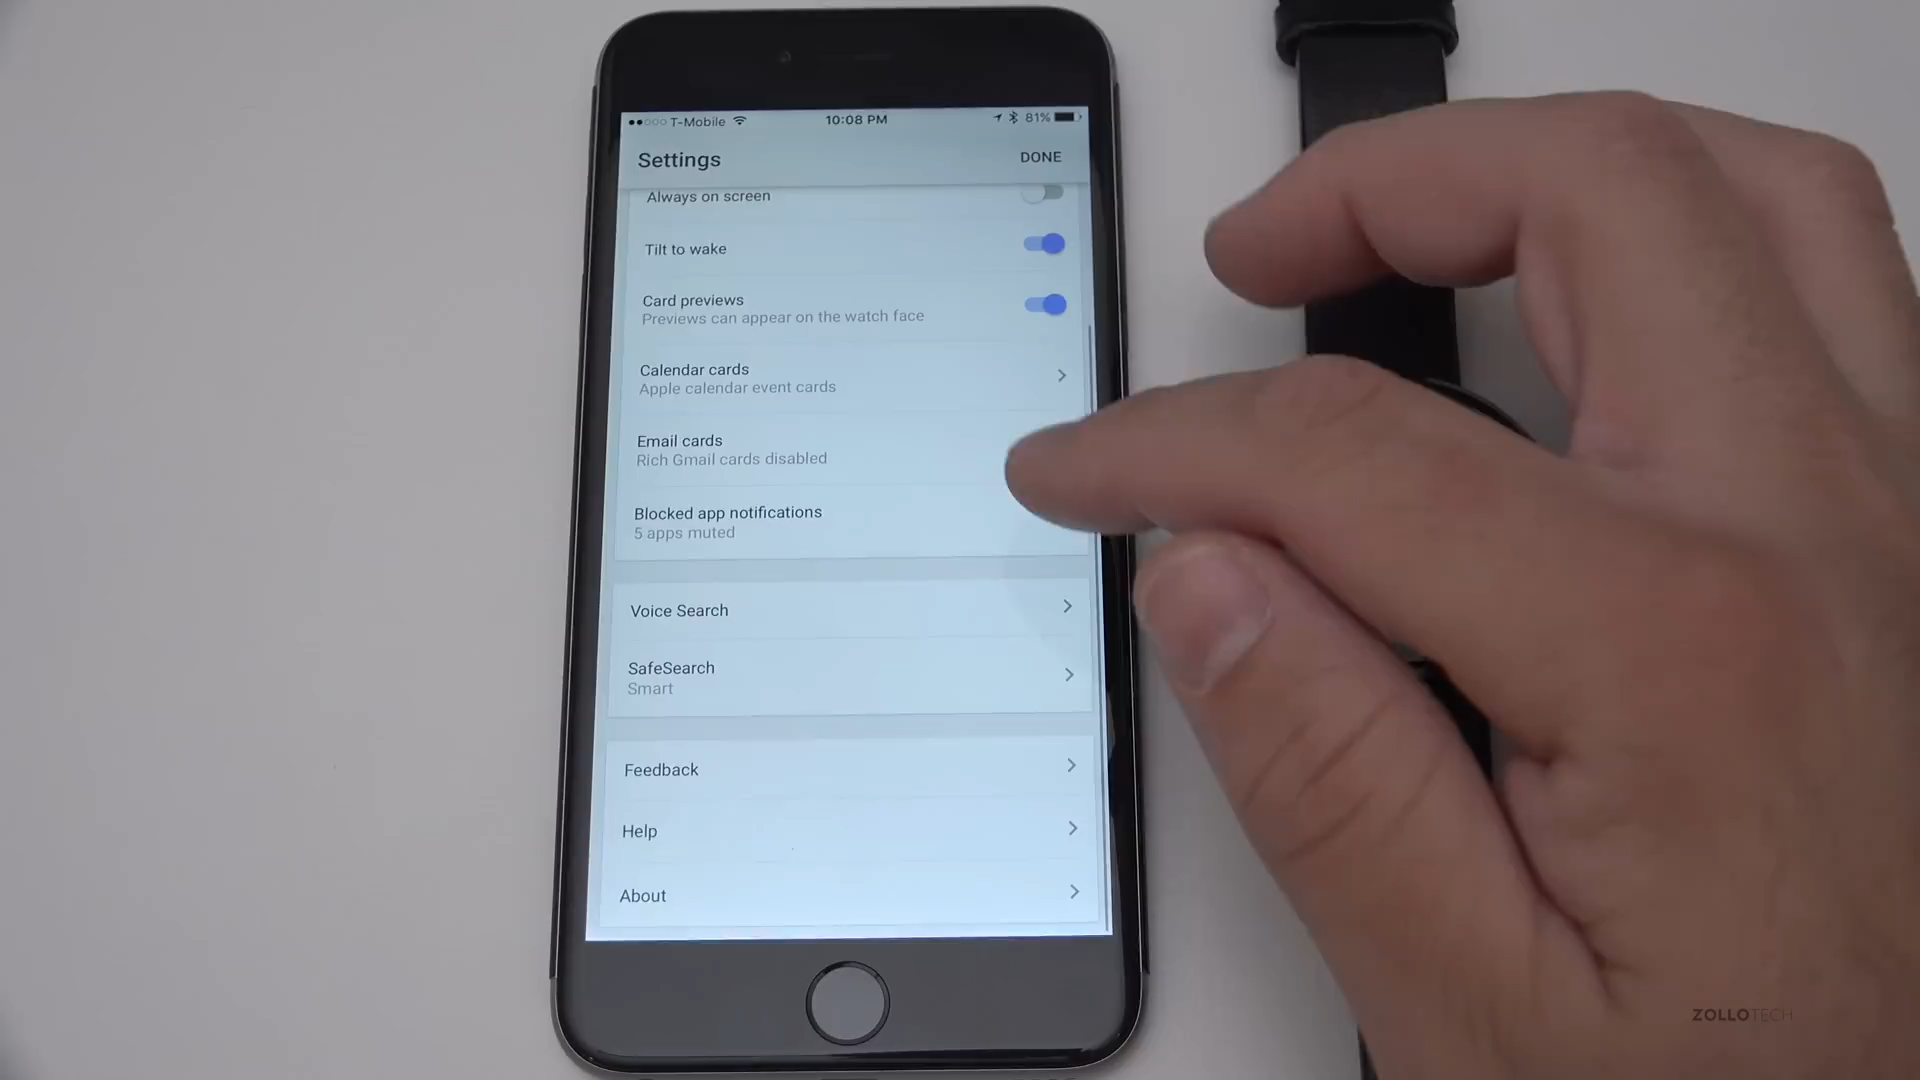 T-Mobile 10:08 PM 81%
Settings DONE
Always on screen
Tilt to wake
Card previews
Previews can appear on the watch face
Calendar cards
Apple calendar event cards
Email cards
Rich Gmail cards disabled
Blocked app notifications
5 apps muted
Voice Search
SafeSearch
Smart
Feedback
Help
About
ZOLLOTECH